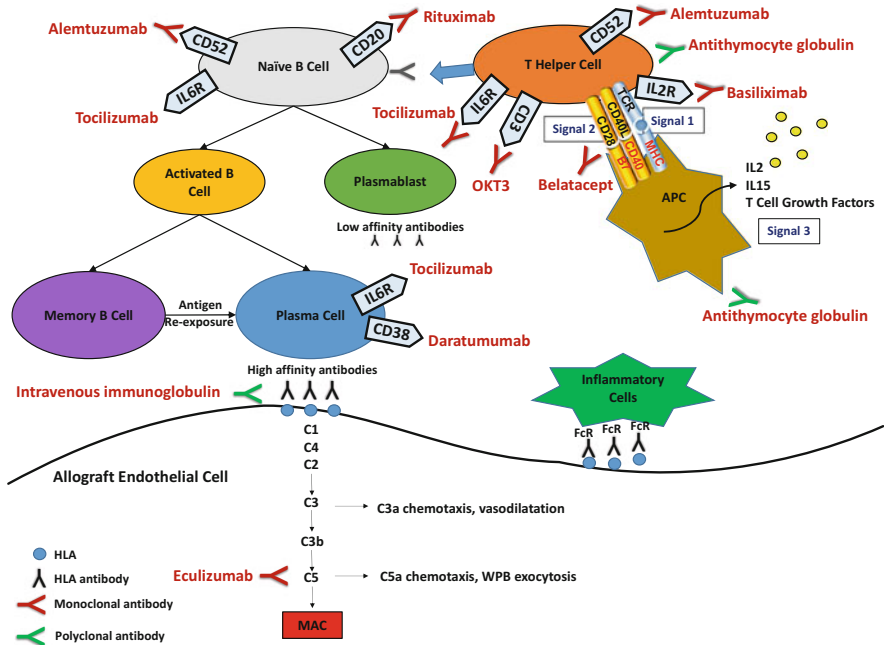 Alemtuzumab
CD52
CD20
Rituximab
Naïve B Cell
IL6R
Tocilizumab
T Helper Cell
CD52
Alemtuzumab
Antithymocyte globulin
IL2R
Basiliximab
IL6R
Tocilizumab
CD3
OKT3
TCR
CD40L
CD28
Signal 1
Signal 2
MHC
CD40
B7
Belatacept
APC
IL2
IL15
T Cell Growth Factors
Signal 3
Antithymocyte globulin
Activated B
Cell
Plasmablast
Low affinity antibodies
Memory B Cell
Antigen
Re-exposure
Plasma Cell
IL6R
Tocilizumab
CD38
Daratumumab
High affinity antibodies
Intravenous immunoglobulin
Inflammatory
Cells
FcR
FcR
FcR
Allograft Endothelial Cell
C1
C4
C2
C3
C3a chemotaxis, vasodilatation
C3b
Eculizumab
C5
C5a chemotaxis, WPB exocytosis
MAC
HLA
HLA antibody
Monoclonal antibody
Polyclonal antibody